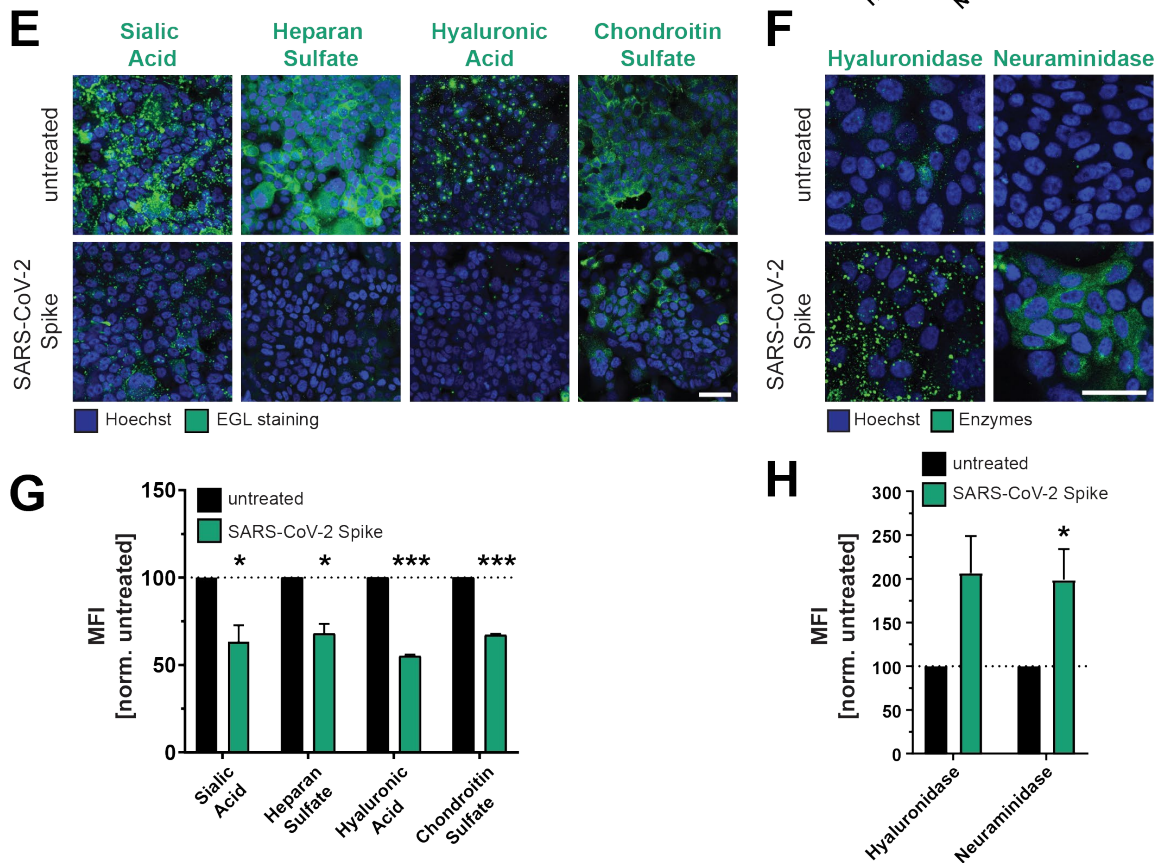 E
Sialic
Acid
Heparan
Sulfate
Hyaluronic
Acid
Chondroitin
Sulfate
untreated
SARS-CoV-2
Spike
Hoechst
EGL staining
F
Hyaluronidase
Neuraminidase
untreated
SARS-CoV-2
Spike
Hoechst
Enzymes
G
untreated
SARS-CoV-2 Spike
MFI
[norm. untreated]
150
100
50
0
*
*
***
***
Sialic
Acid
Heparan
Sulfate
Hyaluronic
Acid
Chondroitin
Sulfate
H
untreated
SARS-CoV-2 Spike
MFI
[norm. untreated]
300
250
200
150
100
50
0
*
Hyaluronidase
Neuraminidase